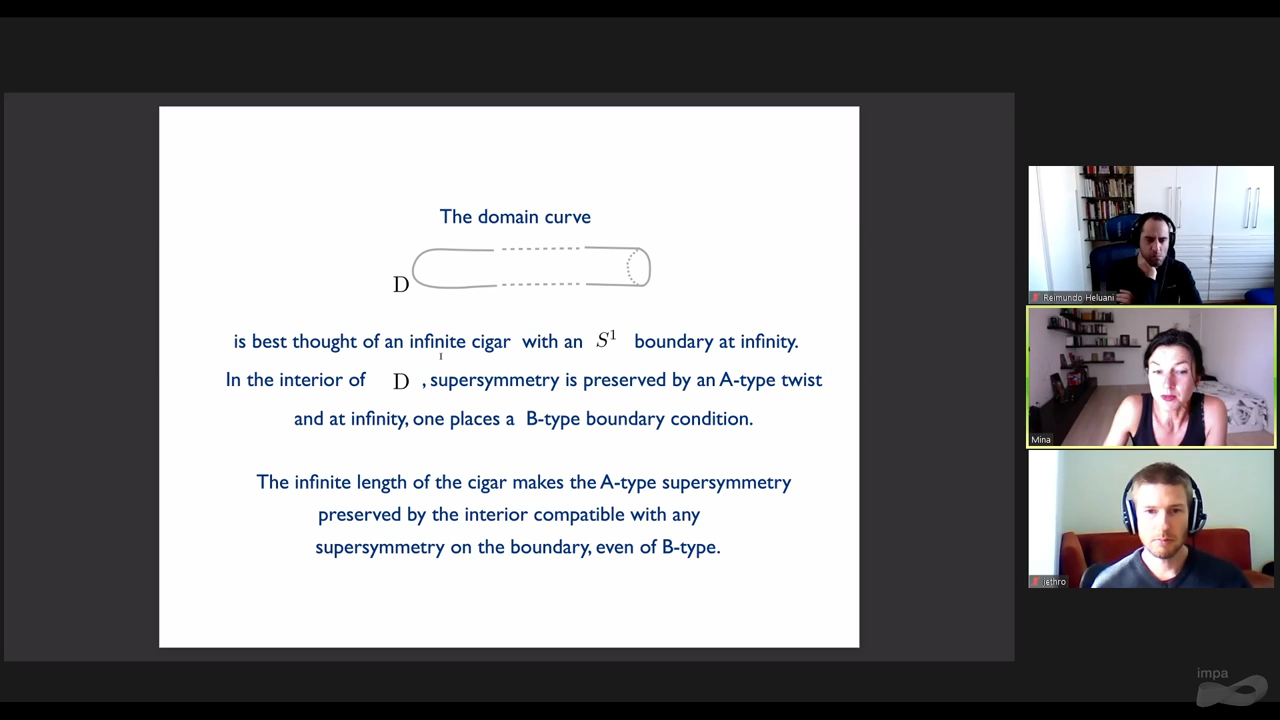 The domain curve
D
is best thought of an infinite cigar with an S¹ boundary at infinity.
In the interior of D , supersymmetry is preserved by an A-type twist
and at infinity, one places a B-type boundary condition.
The infinite length of the cigar makes the A-type supersymmetry
preserved by the interior compatible with any
supersymmetry on the boundary, even of B-type.
Reimundo Heluani
Mina
jethro
impa